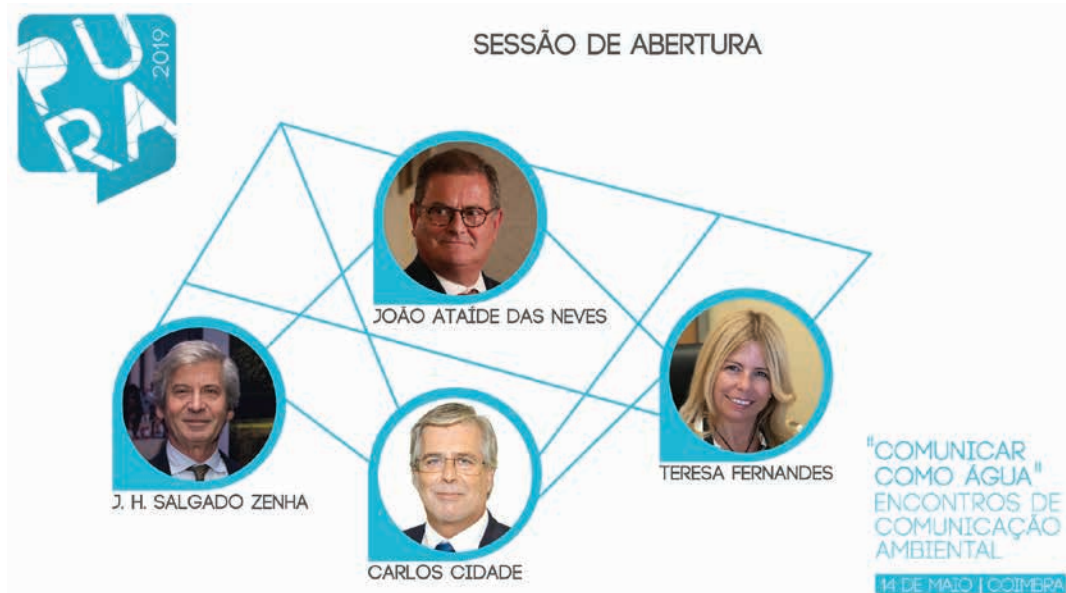 PURA
2019
SESSÃO DE ABERTURA
JOÃO ATAÍDE DAS NEVES
J. H. SALGADO ZENHA
TERESA FERNANDES
CARLOS CIDADE
"COMUNICAR
COMO ÁGUA"
ENCONTROS DE
COMUNICAÇÃO
AMBIENTAL
14 DE MAIO | COIMBRA